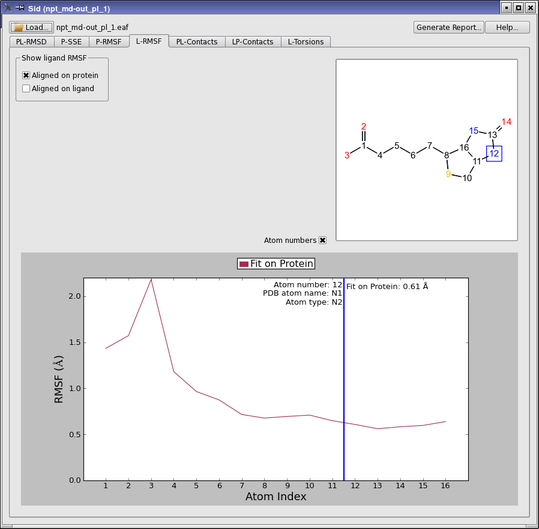 Sid (npt_md-out_pl_1)
Load... npt_md-out_pl_1.eaf Generate Report... Help...
PL-RMSD P-SSE P-RMSF L-RMSF PL-Contacts LP-Contacts L-Torsions
Show ligand RMSF
Aligned on protein
Aligned on ligand
14
15
13
2
12
1
5
7
16
3
4
6
8
11
9
10
Atom numbers
Fit on Protein
Atom number: 12
PDB atom name: N1
Atom type: N2
Fit on Protein: 0.61 Å
RMSF (Å)
2.0
1.5
1.0
0.5
0.0
1 2 3 4 5 6 7 8 9 10 11 12 13 14 15 16
Atom Index